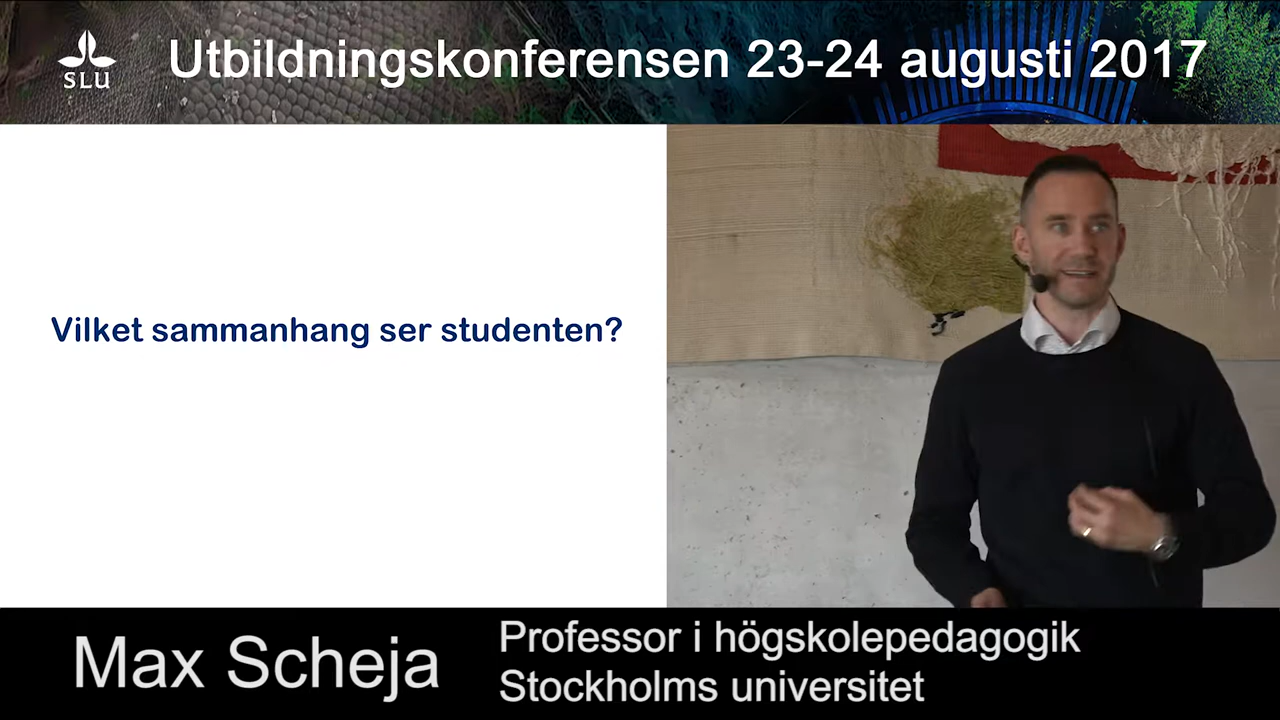 SLU
Utbildningskonferensen 23-24 augusti 2017
Vilket sammanhang ser studenten?
Max Scheja
Professor i högskolepedagogik
Stockholms universitet